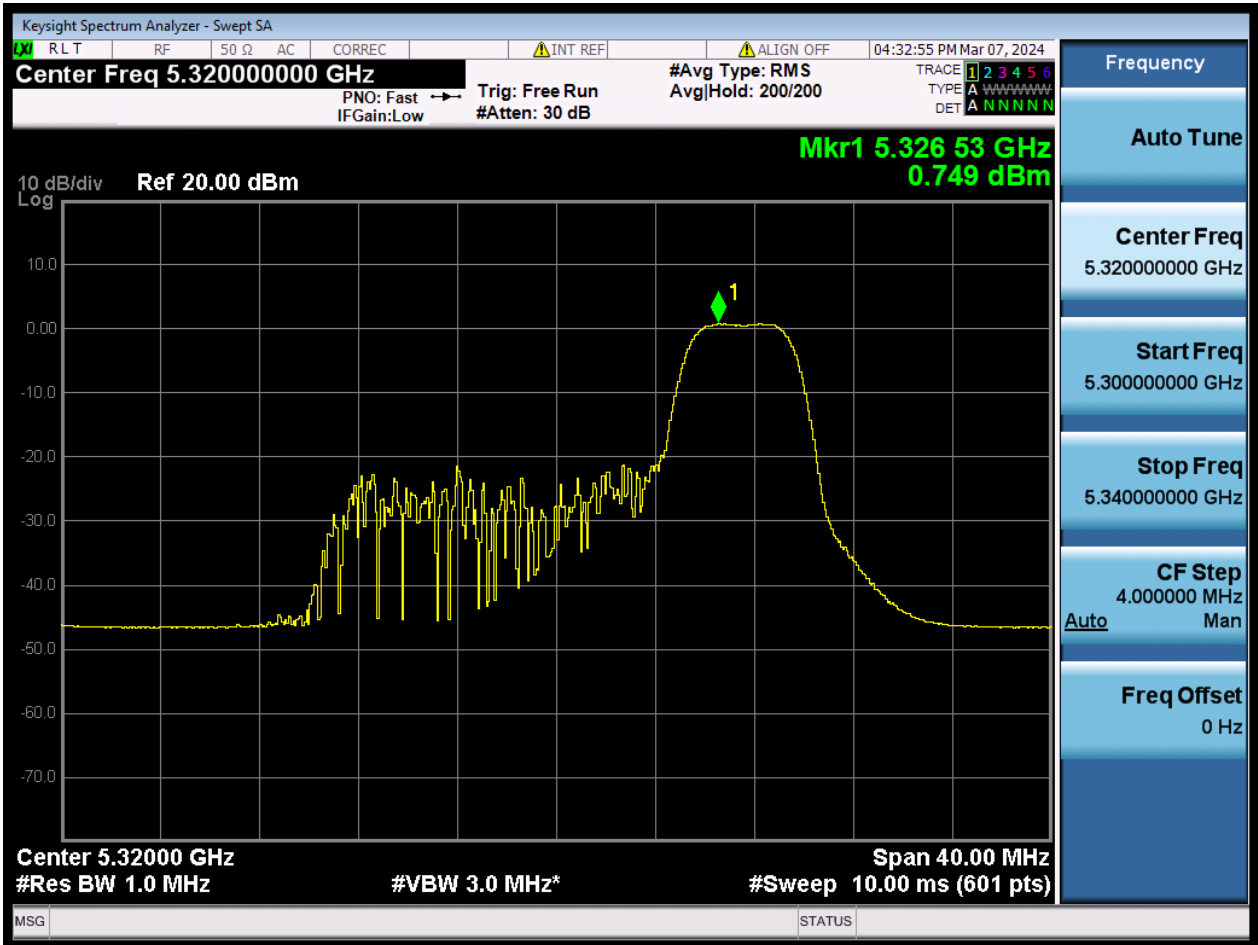 Keysight Spectrum Analyzer - Swept SA
LXI RLT RF 50 Ω AC CORREC INT REF ALIGN OFF 04:32:55 PM Mar 07, 2024
Center Freq 5.320000000 GHz
PNO: Fast
IFGain:Low
Trig: Free Run
#Atten: 30 dB
#Avg Type: RMS
Avg|Hold: 200/200
TRACE 1 2 3 4 5 6
TYPE A WWWWW
DET A N N N N N
Mkr1 5.326 53 GHz
0.749 dBm
10 dB/div Ref 20.00 dBm
Log
10.0
0.00
-10.0
-20.0
-30.0
-40.0
-50.0
-60.0
-70.0
1
Center 5.32000 GHz Span 40.00 MHz
#Res BW 1.0 MHz #VBW 3.0 MHz* #Sweep 10.00 ms (601 pts)
MSG STATUS
Frequency
Auto Tune
Center Freq
5.320000000 GHz
Start Freq
5.300000000 GHz
Stop Freq
5.340000000 GHz
CF Step
4.000000 MHz
Auto Man
Freq Offset
0 Hz